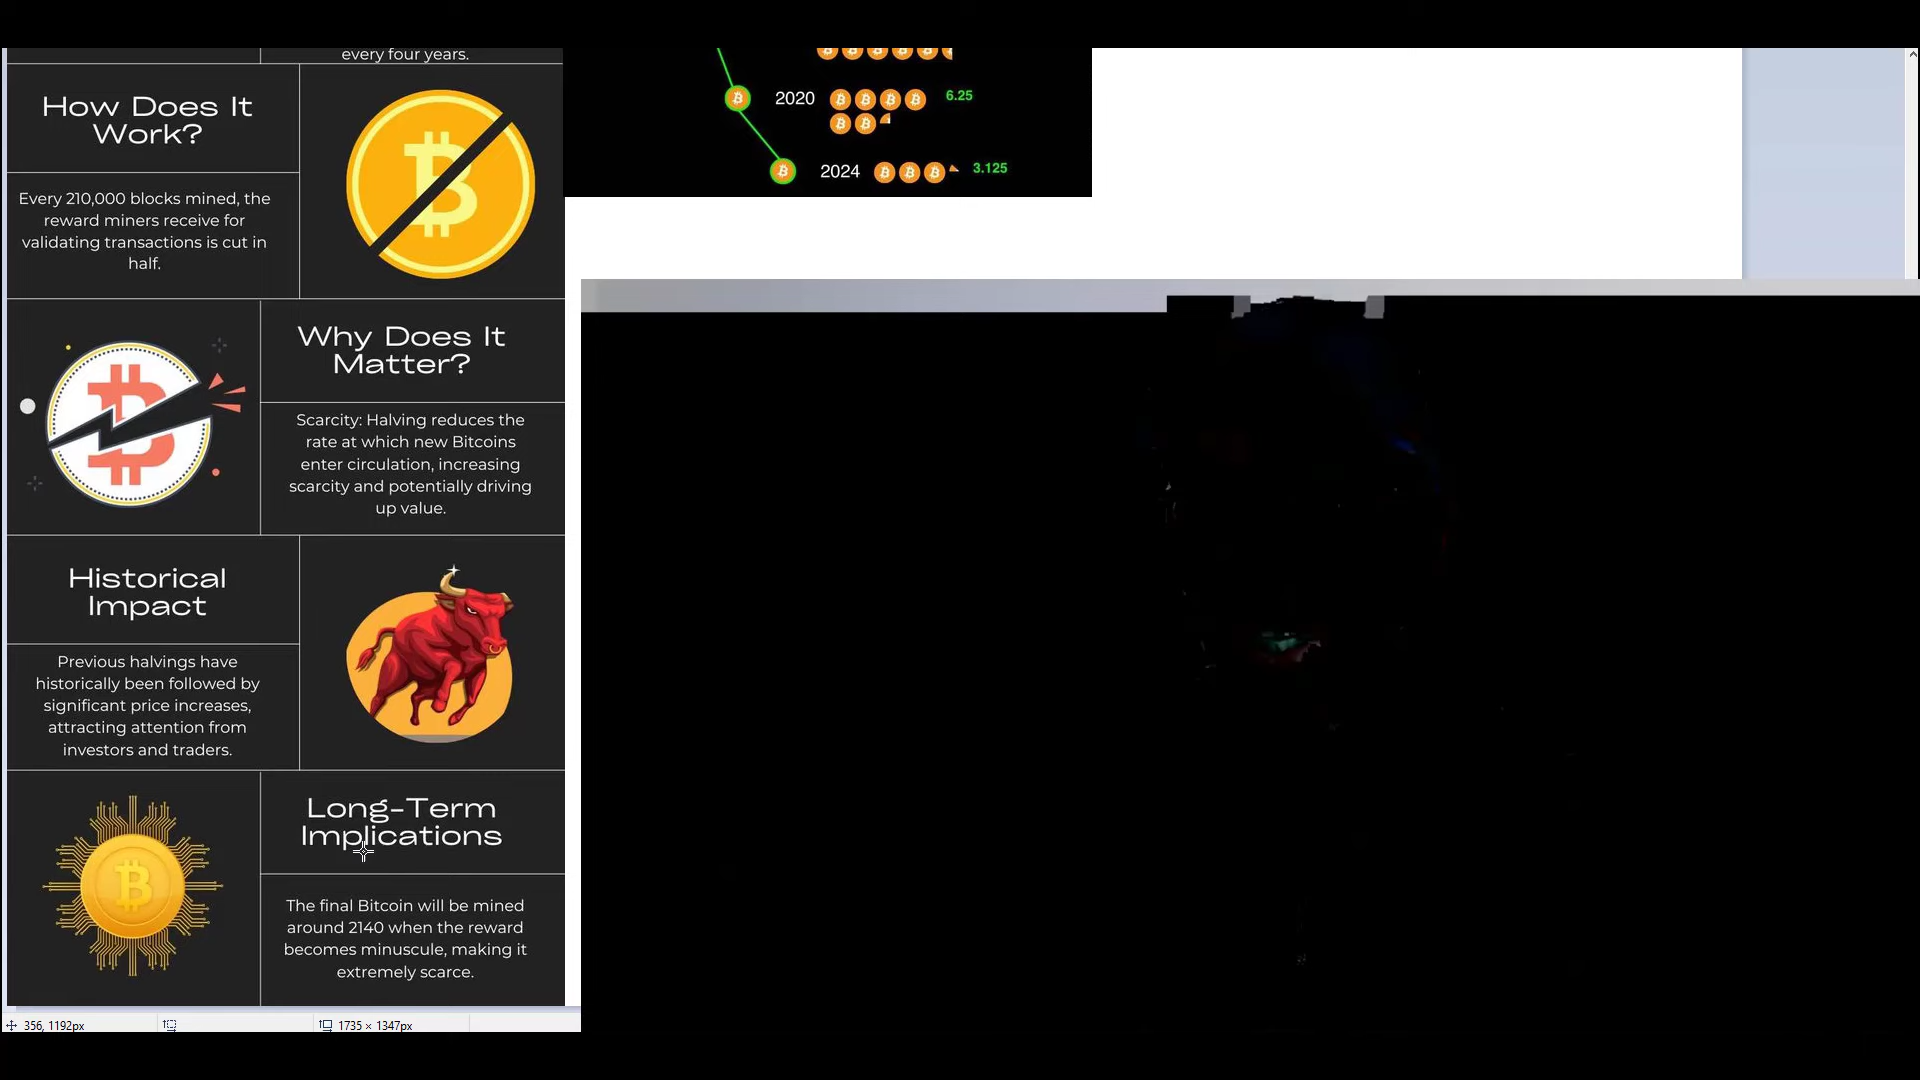 every four years.
How Does It
Work?
Every 210,000 blocks mined, the
reward miners receive for
validating transactions is cut in
half.
Why Does It
Matter?
Scarcity: Halving reduces the
rate at which new Bitcoins
enter circulation, increasing
scarcity and potentially driving
up value.
Historical
Impact
Previous halvings have
historically been followed by
significant price increases,
attracting attention from
investors and traders.
Long-Term
Implications
The final Bitcoin will be mined
around 2140 when the reward
becomes minuscule, making it
extremely scarce.
2020 6.25
2024 3.125
356, 1192px
1735 × 1347px